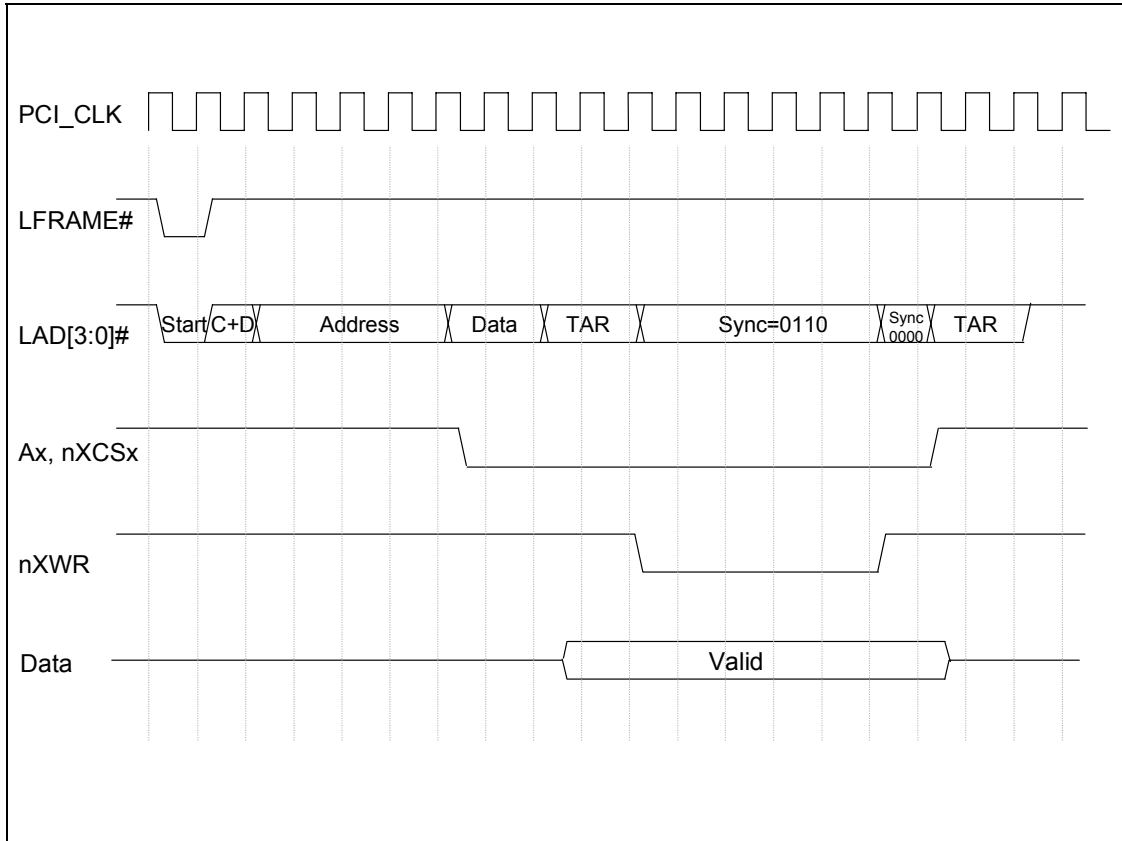 PCI_CLK
LFRAME#
LAD[3:0]#
Start
C+D
Address
Data
TAR
Sync=0110
Sync
0000
TAR
Ax, nXCSx
nXWR
Data
Valid